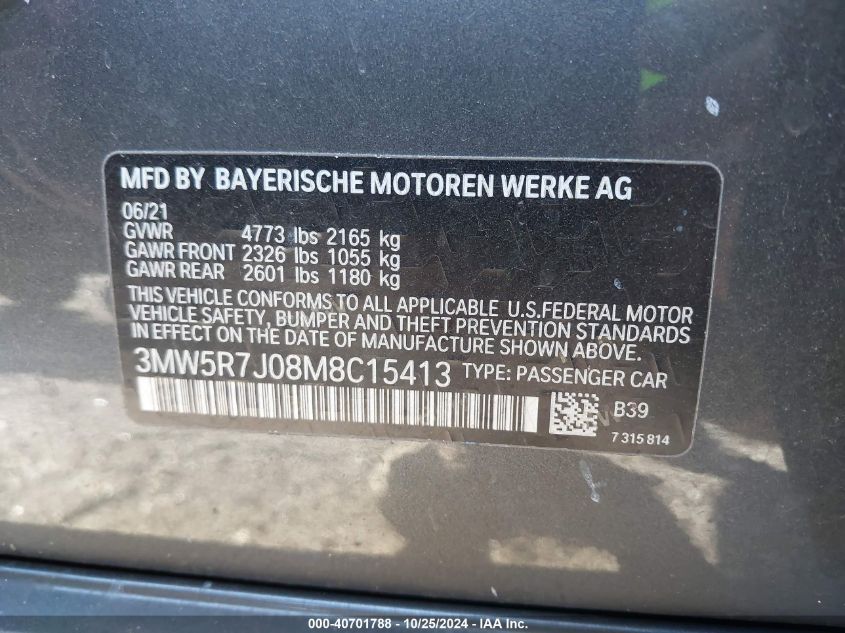 MFD BY BAYERISCHE MOTOREN WERKE AG
06/21
GVWR 4773 lbs 2165 kg
GAWR FRONT 2326 lbs 1055 kg
GAWR REAR 2601 lbs 1180 kg
THIS VEHICLE CONFORMS TO ALL APPLICABLE U.S.FEDERAL MOTOR
VEHICLE SAFETY, BUMPER AND THEFT PREVENTION STANDARDS
IN EFFECT ON THE DATE OF MANUFACTURE SHOWN ABOVE.
3MW5R7J08M8C15413 TYPE: PASSENGER CAR
B39
7 315 814
000-40701788 - 10/25/2024 - IAA Inc.